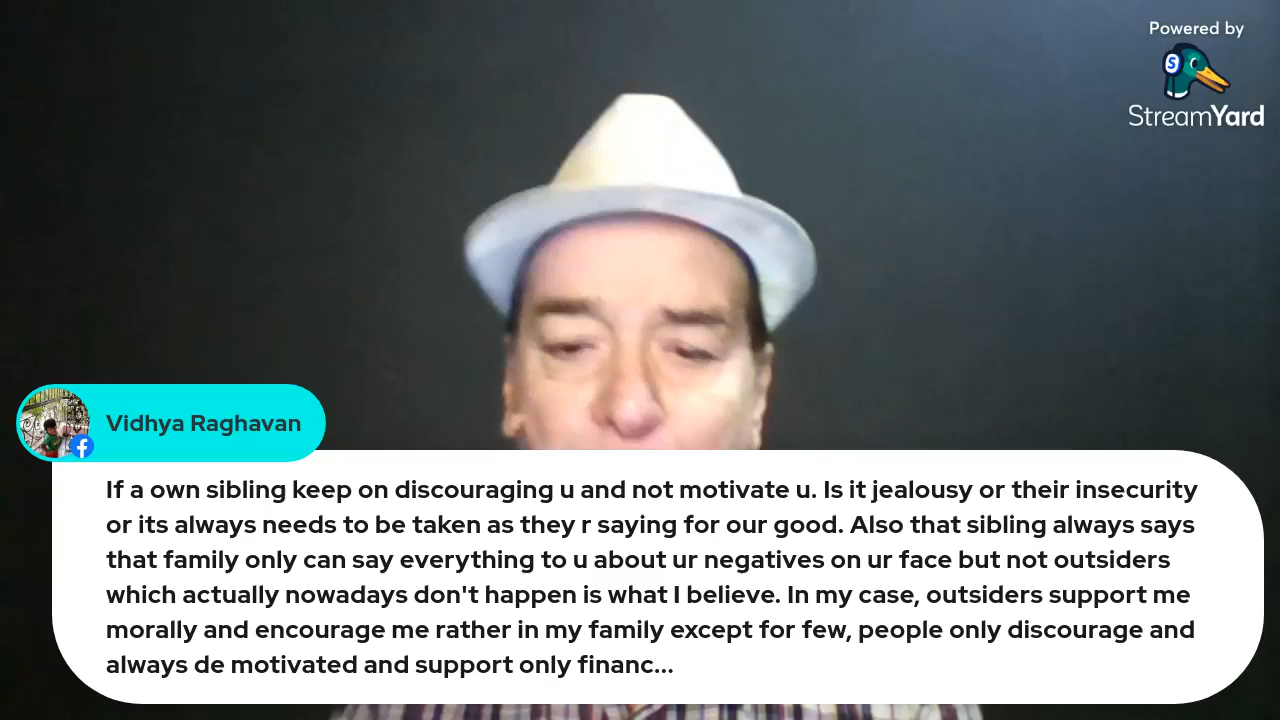 Powered by
S
StreamYard
Vidhya Raghavan
If a own sibling keep on discouraging u and not motivate u. Is it jealousy or their insecurity
or its always needs to be taken as they r saying for our good. Also that sibling always says
that family only can say everything to u about ur negatives on ur face but not outsiders
which actually nowadays don't happen is what I believe. In my case, outsiders support me
morally and encourage me rather in my family except for few, people only discourage and
always de motivated and support only financ...